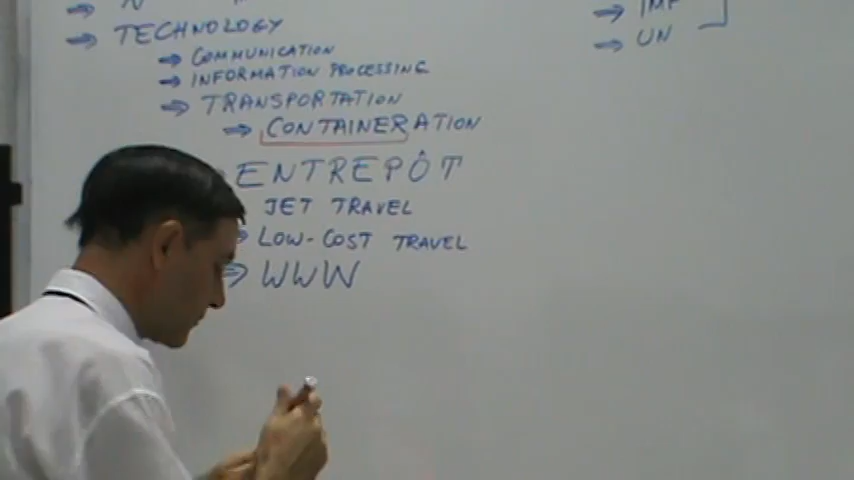 ⇒ TECHNOLOGY
⇒ COMMUNICATION
⇒ INFORMATION PROCESSING
⇒ TRANSPORTATION
⇒ CONTAINERATION
ENTREPÔT
JET TRAVEL
LOW-COST TRAVEL
⇒ WWW
⇒ IMF
⇒ UN